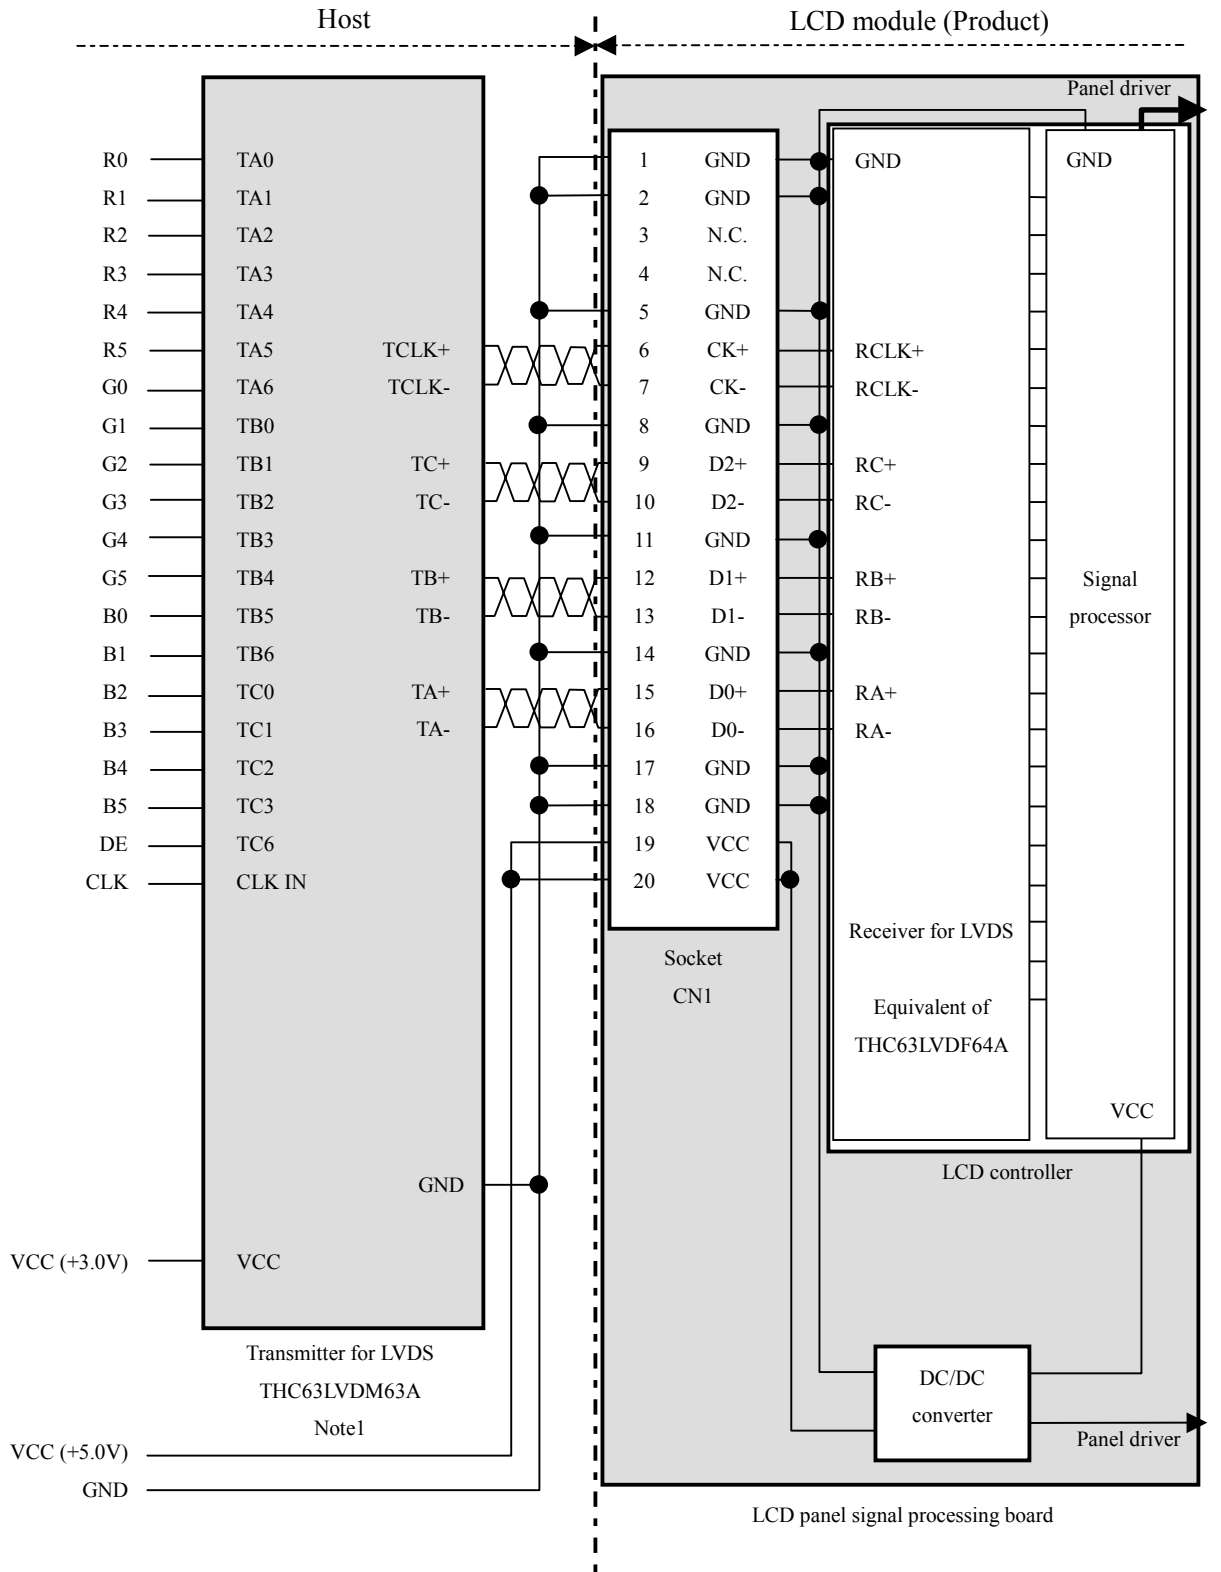 Host
LCD module (Product)
Panel driver
R0 TA0 1 GND GND GND
R1 TA1 2 GND
R2 TA2 3 N.C.
R3 TA3 4 N.C.
R4 TA4 5 GND
R5 TA5 TCLK+ 6 CK+ RCLK+
G0 TA6 TCLK- 7 CK- RCLK-
G1 TB0 8 GND
G2 TB1 TC+ 9 D2+ RC+
G3 TB2 TC- 10 D2- RC-
G4 TB3 11 GND
G5 TB4 TB+ 12 D1+ RB+ Signal
B0 TB5 TB- 13 D1- RB- processor
B1 TB6 14 GND
B2 TC0 TA+ 15 D0+ RA+
B3 TC1 TA- 16 D0- RA-
B4 TC2 17 GND
B5 TC3 18 GND
DE TC6 19 VCC
CLK CLK IN 20 VCC
Receiver for LVDS
Socket
CN1
Equivalent of
THC63LVDF64A
VCC
LCD controller
GND
VCC (+3.0V) VCC
Transmitter for LVDS
THC63LVDM63A
Note1
DC/DC
converter
Panel driver
VCC (+5.0V)
GND
LCD panel signal processing board